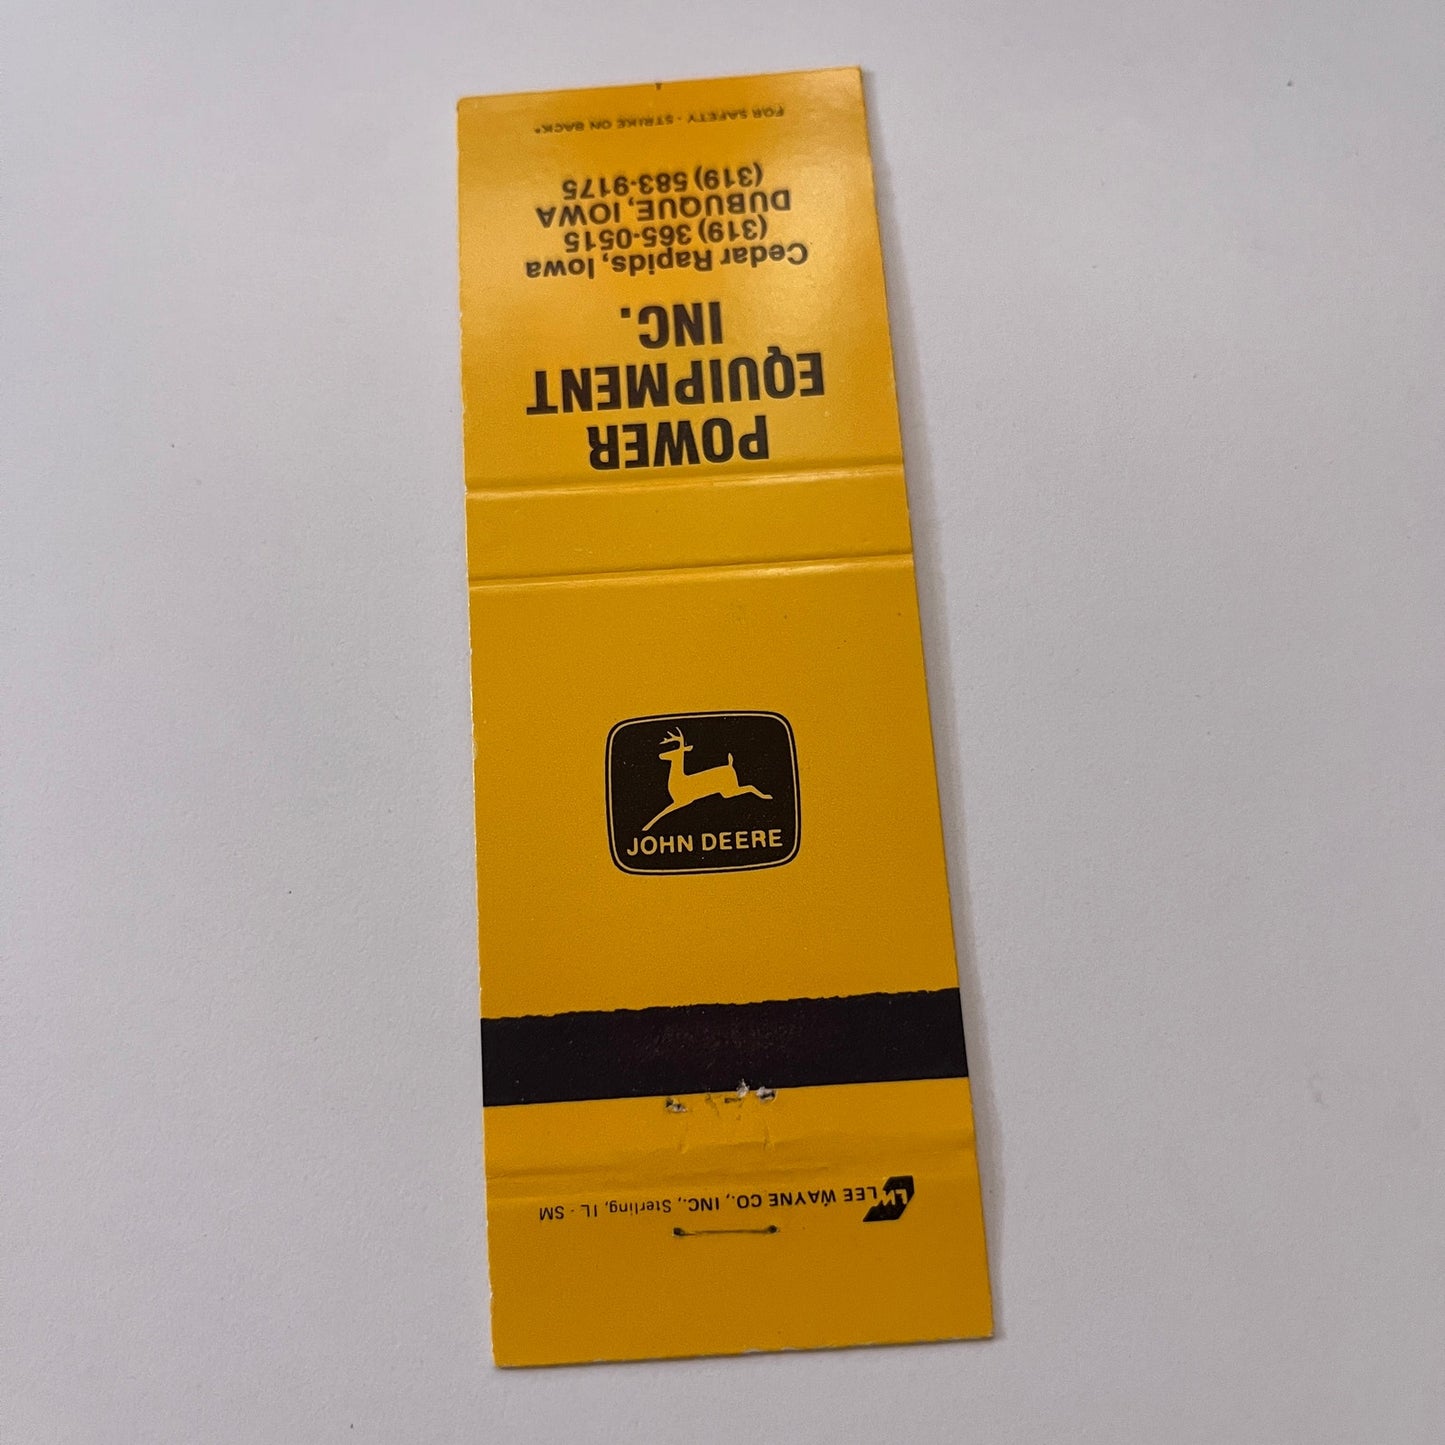 POWER
EQUIPMENT
INC.
Cedar Rapids, Iowa
(319) 365-0515
DUBUQUE, IOWA
(319) 583-9175
FOR SAFETY - STRIKE ON BACK*
JOHN DEERE
LW LEE WAYNE CO., INC., Sterling, IL - SM